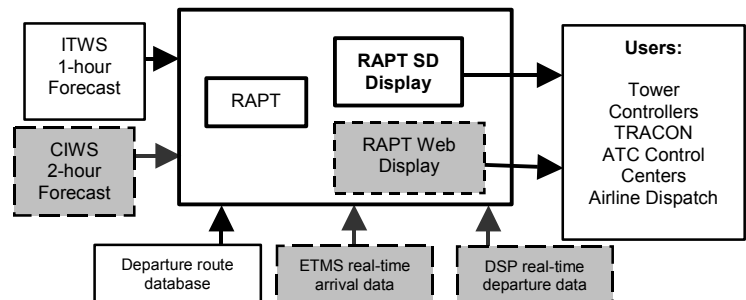 ITWS
1-hour
Forecast
CIWS
2-hour
Forecast
RAPT
RAPT SD
Display
RAPT Web
Display
Users:
Tower
Controllers
TRACON
ATC Control
Centers
Airline Dispatch
Departure route
database
ETMS real-time
arrival data
DSP real-time
departure data